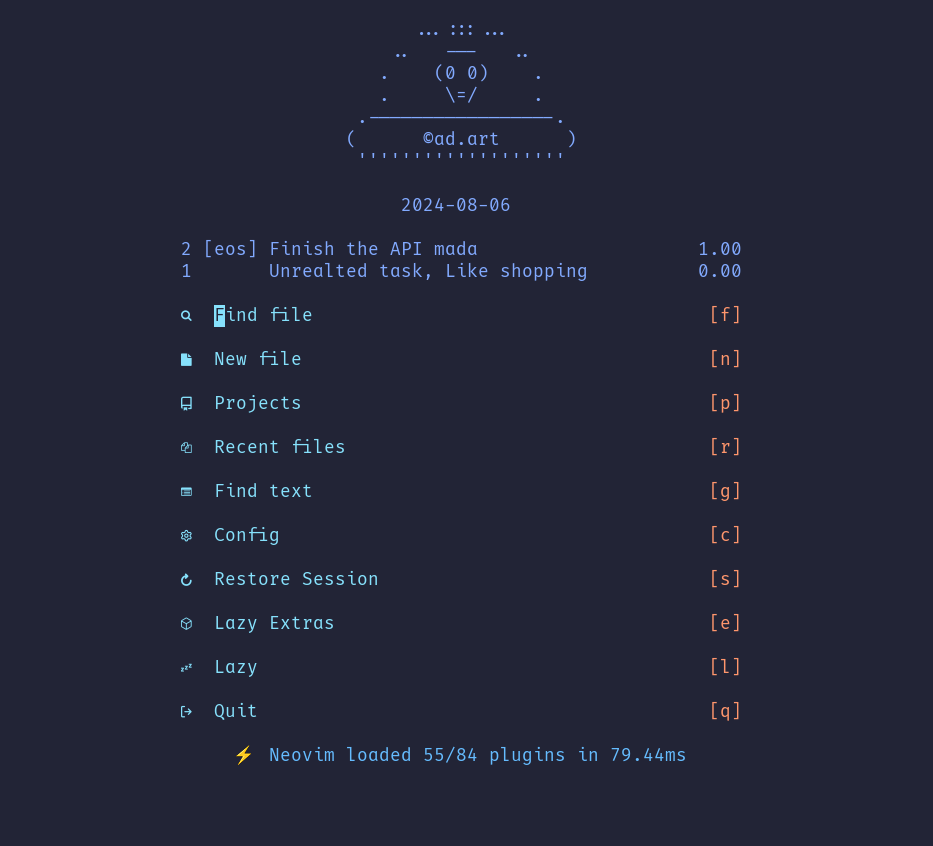 ... ::: ...
..    ___    ..
.    (0 0)    .
.     \=/     .
._________________.
(      ©ad.art      )
'''''''''''''''''''
2024-08-06
2 [eos] Finish the API mada 1.00
1 Unrealted task, Like shopping 0.00
Find file [f]
New file [n]
Projects [p]
Recent files [r]
Find text [g]
Config [c]
Restore Session [s]
Lazy Extras [e]
Lazy [l]
Quit [q]
⚡ Neovim loaded 55/84 plugins in 79.44ms